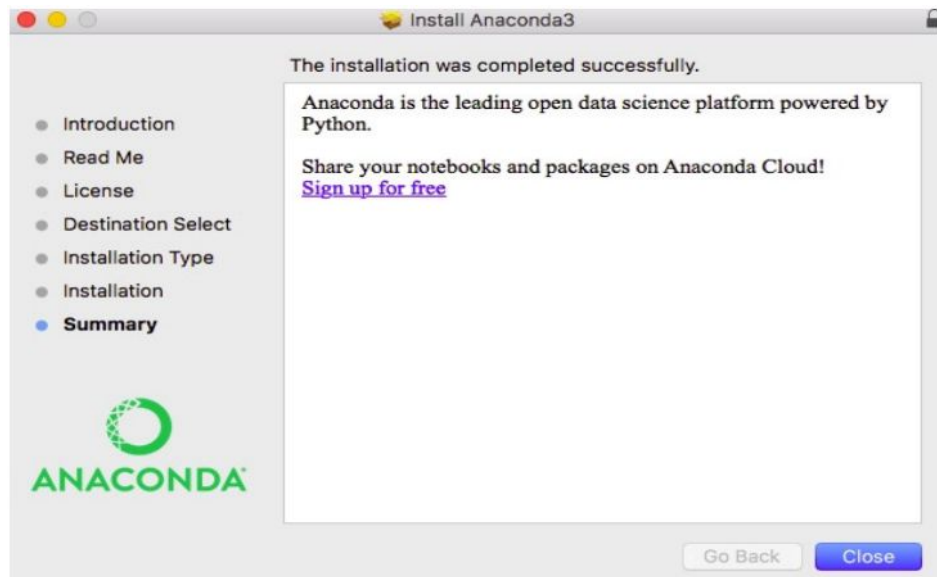 Install Anaconda3
The installation was completed successfully.
Introduction
Read Me
License
Destination Select
Installation Type
Installation
Summary
ANACONDA
Anaconda is the leading open data science platform powered by
Python.
Share your notebooks and packages on Anaconda Cloud!
Sign up for free
Go Back
Close